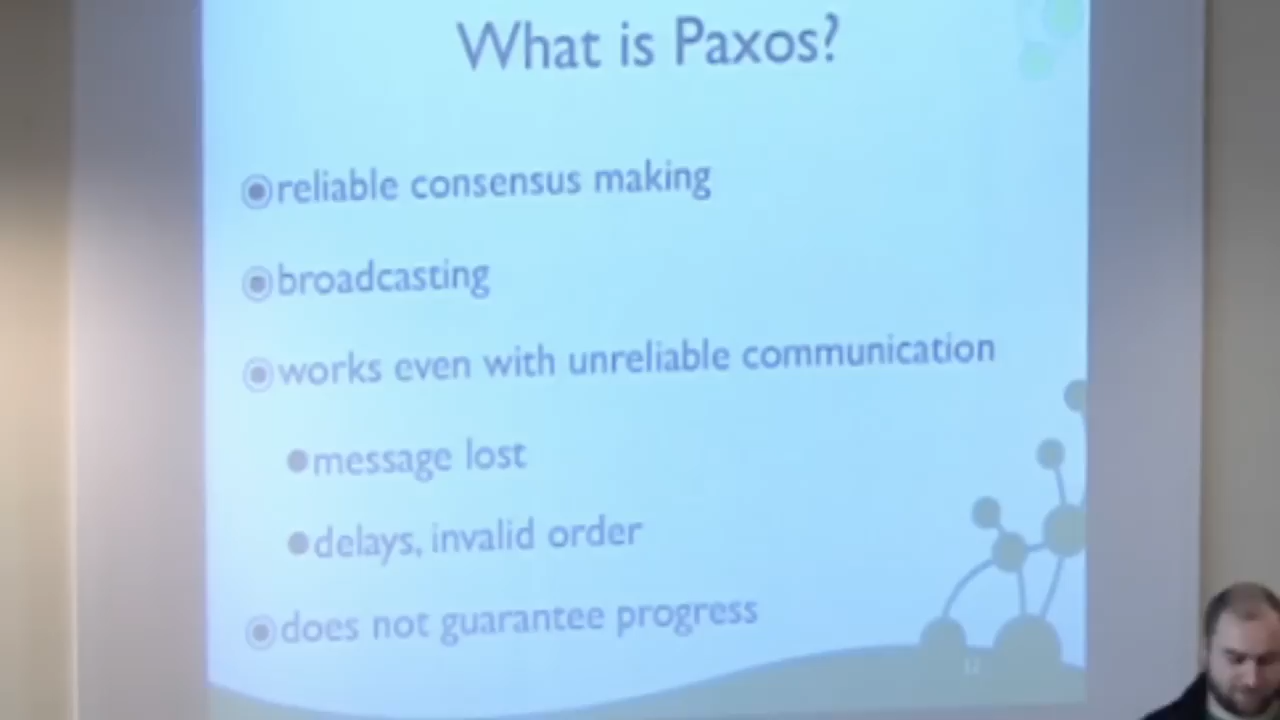 What is Paxos?
reliable consensus making
broadcasting
works even with unreliable communication
message lost
delays, invalid order
does not guarantee progress
12